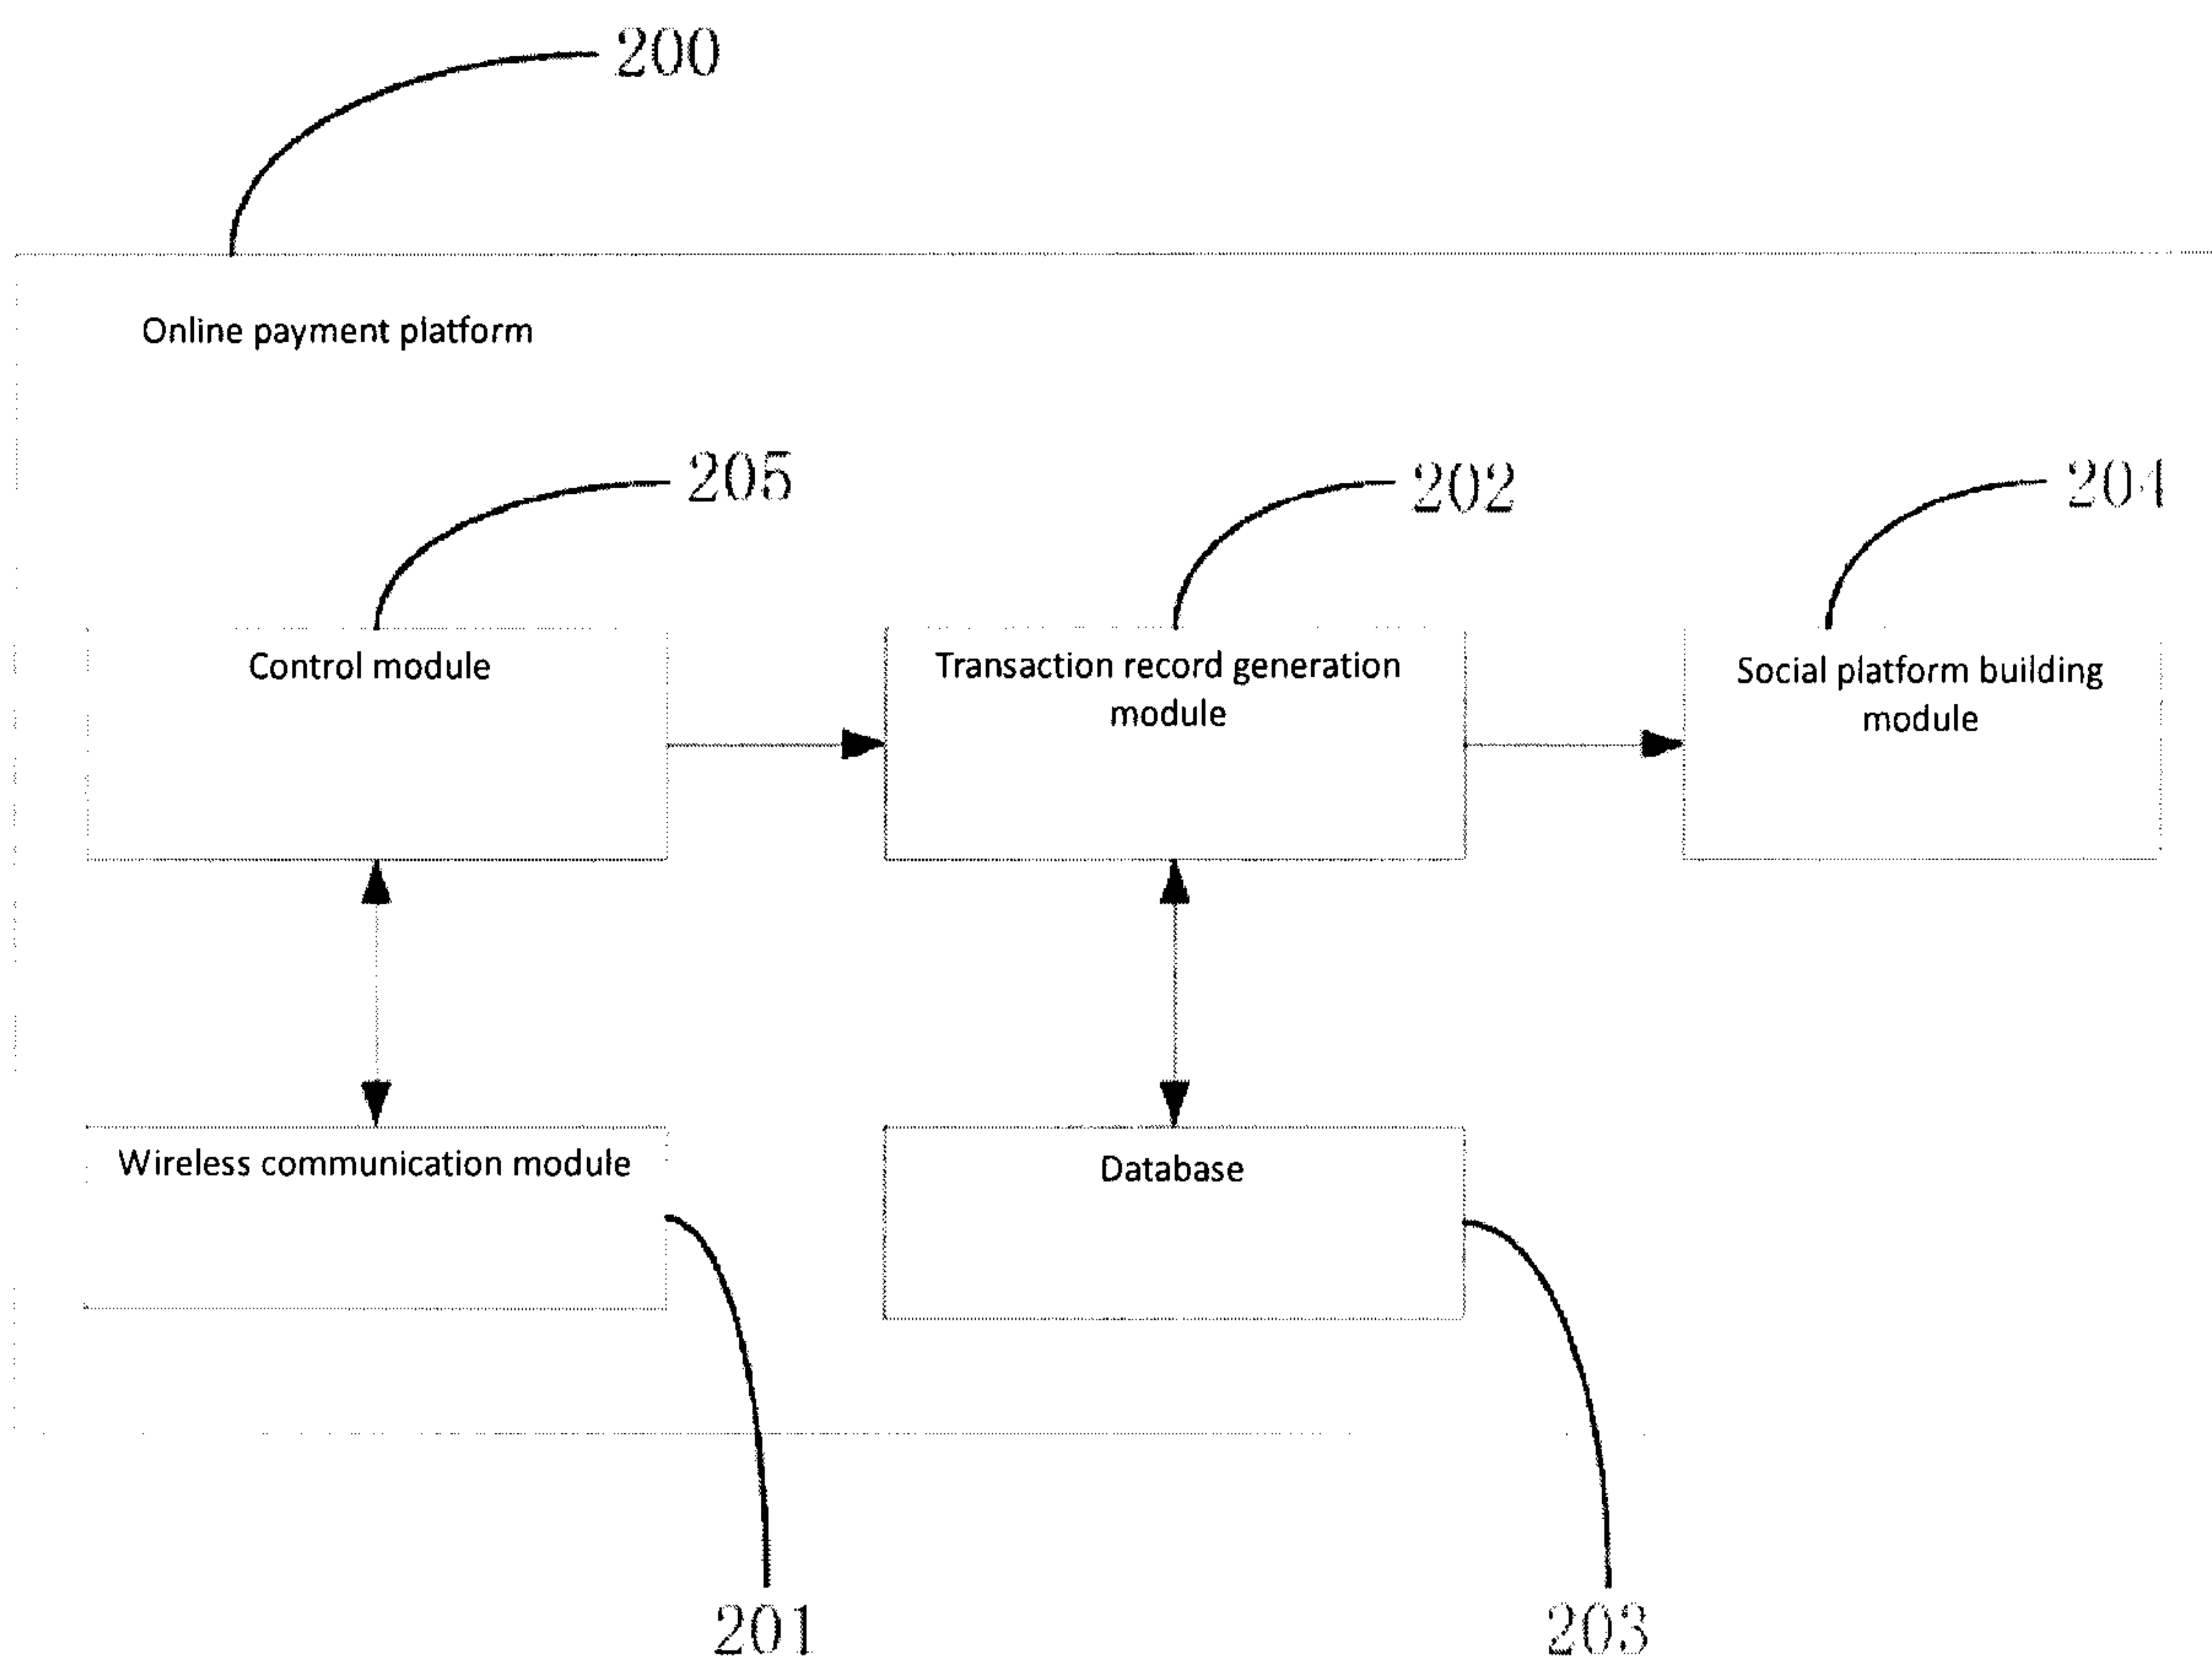 200
Online payment platform
205
202
204
Control module
Transaction record generation
module
Social platform building
module
Wireless communication module
Database
201
203